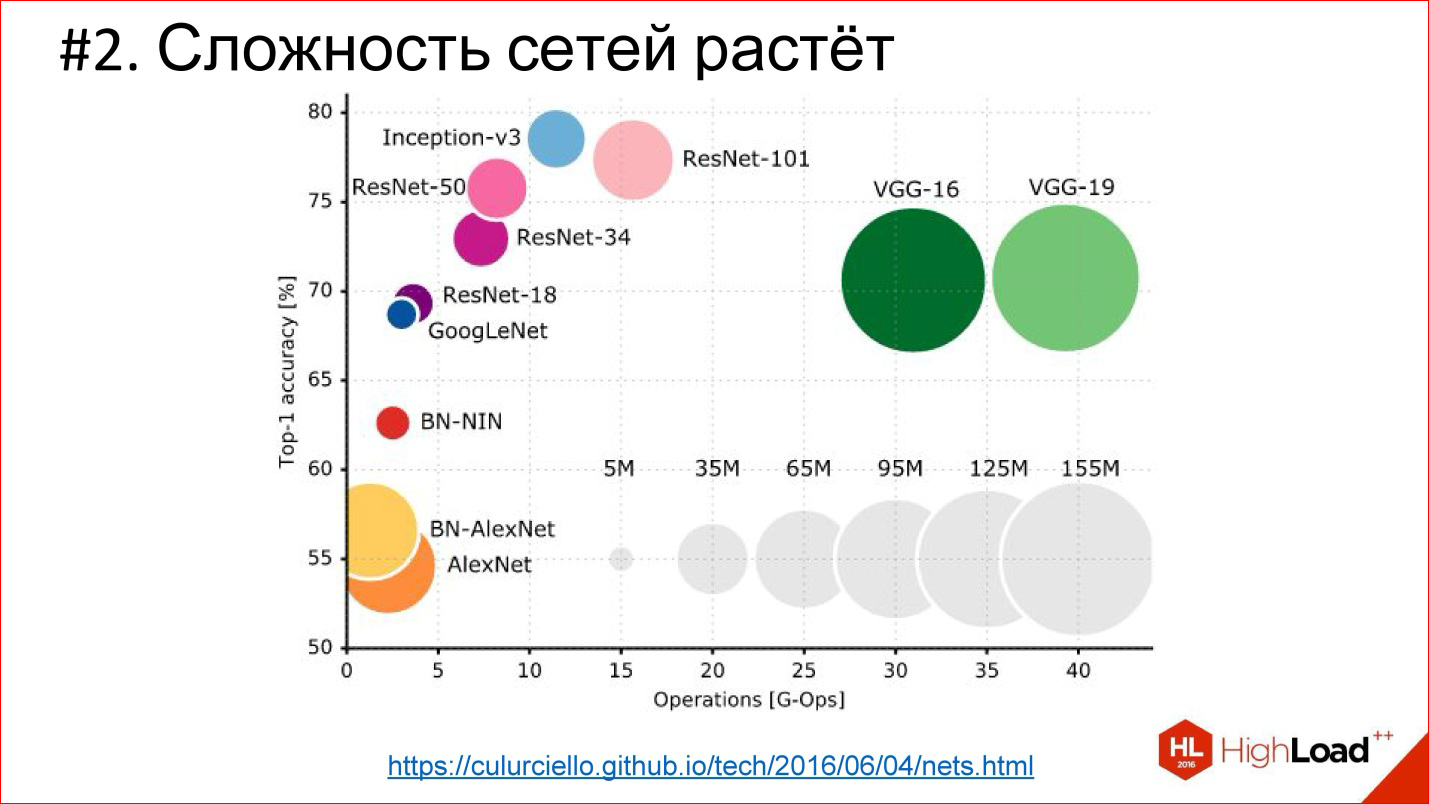 #2. Сложность сетей растёт
80
Inception-v3
ResNet-101
ResNet-50
VGG-16
VGG-19
75
ResNet-34
70
ResNet-18
GoogLeNet
Top-1 accuracy [%]
65
BN-NIN
60
5M 35M 65M 95M 125M 155M
BN-AlexNet
55
AlexNet
50
0 5 10 15 20 25 30 35 40
Operations [G-Ops]
HL
2016
HighLoad++
https://culurciello.github.io/tech/2016/06/04/nets.html